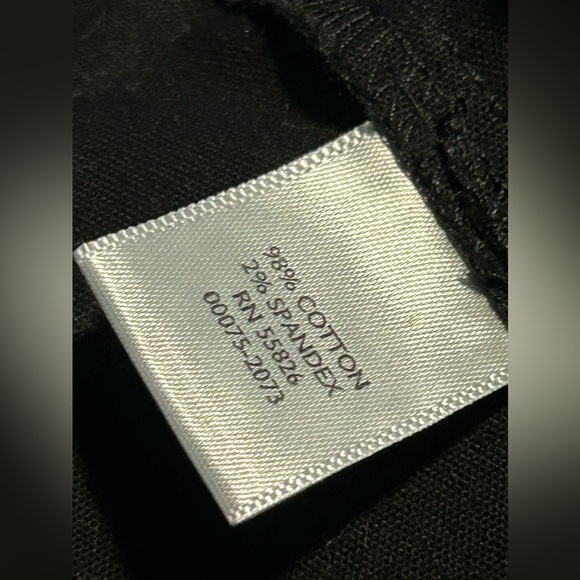 98% COTTON
2% SPANDEX
RN 55826
00075-2073